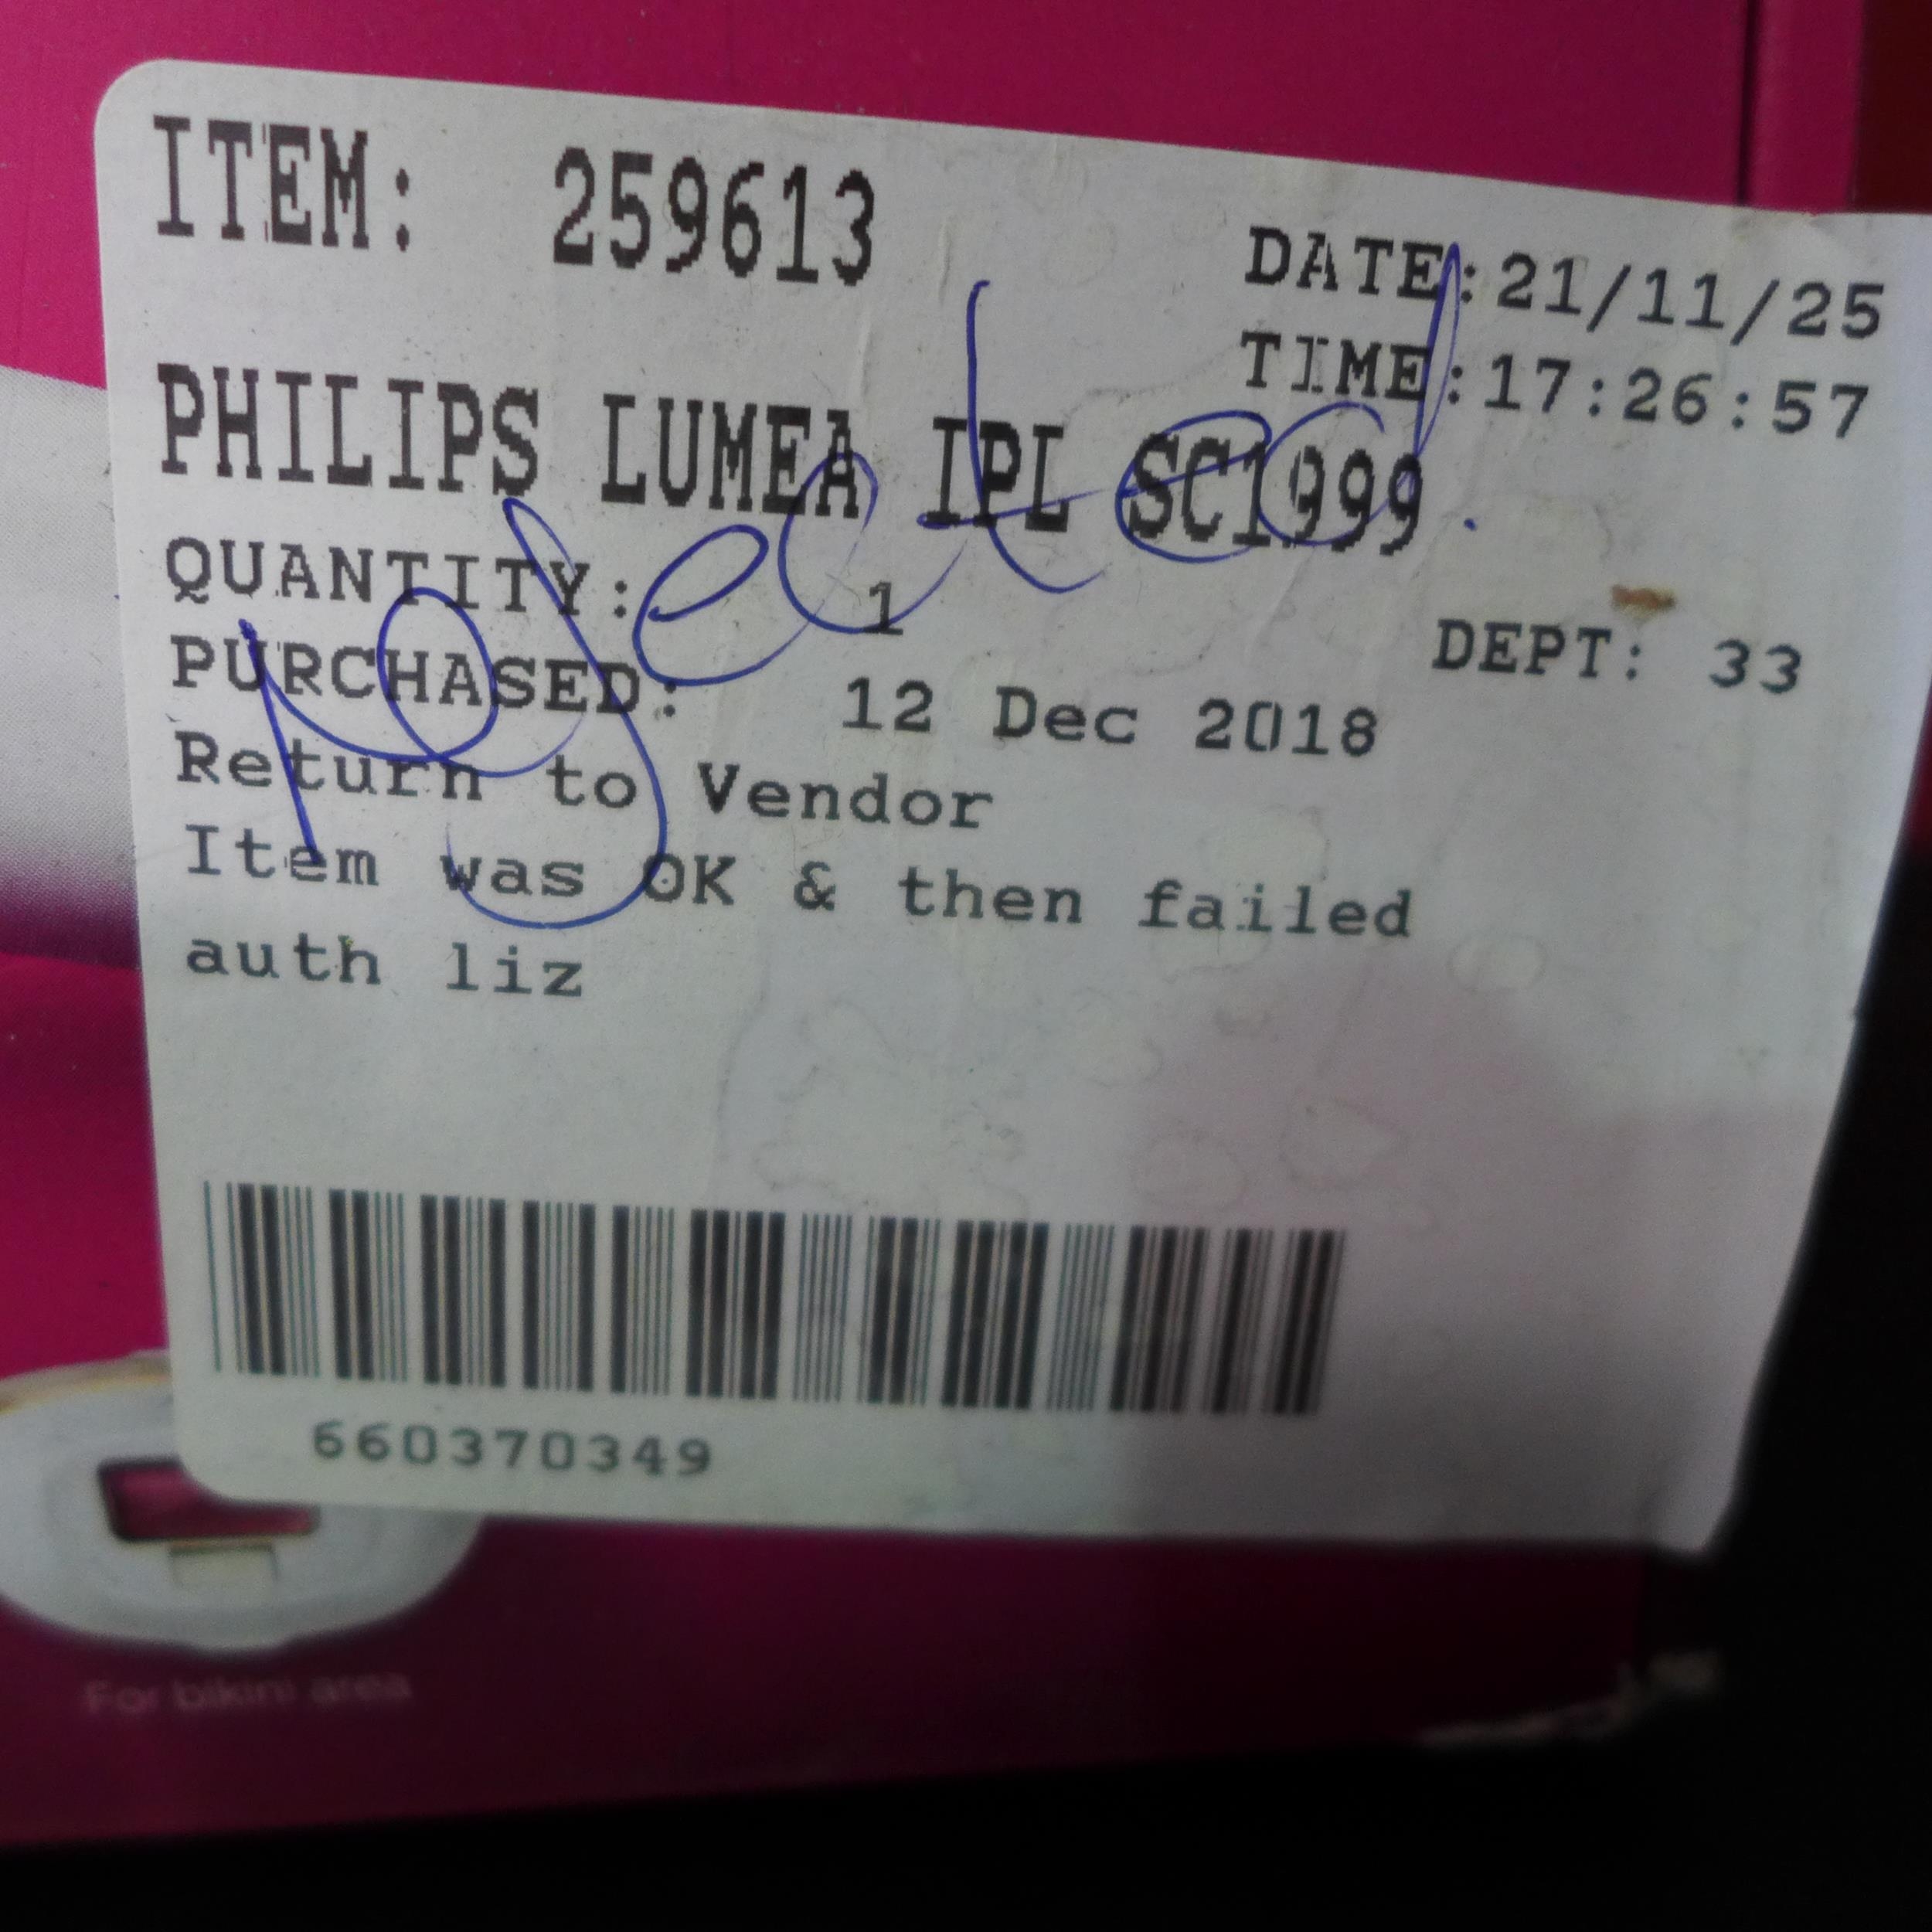 ITEM: 259613
DATE:21/11/25
TIME:17:26:57
PHILIPS LUMEA IPL SC1999
QUANTITY: 1
DEPT: 33
PURCHASED: 12 Dec 2018
Return to Vendor
Item was OK & then failed
auth liz
rejected.
660370349
For bikini area